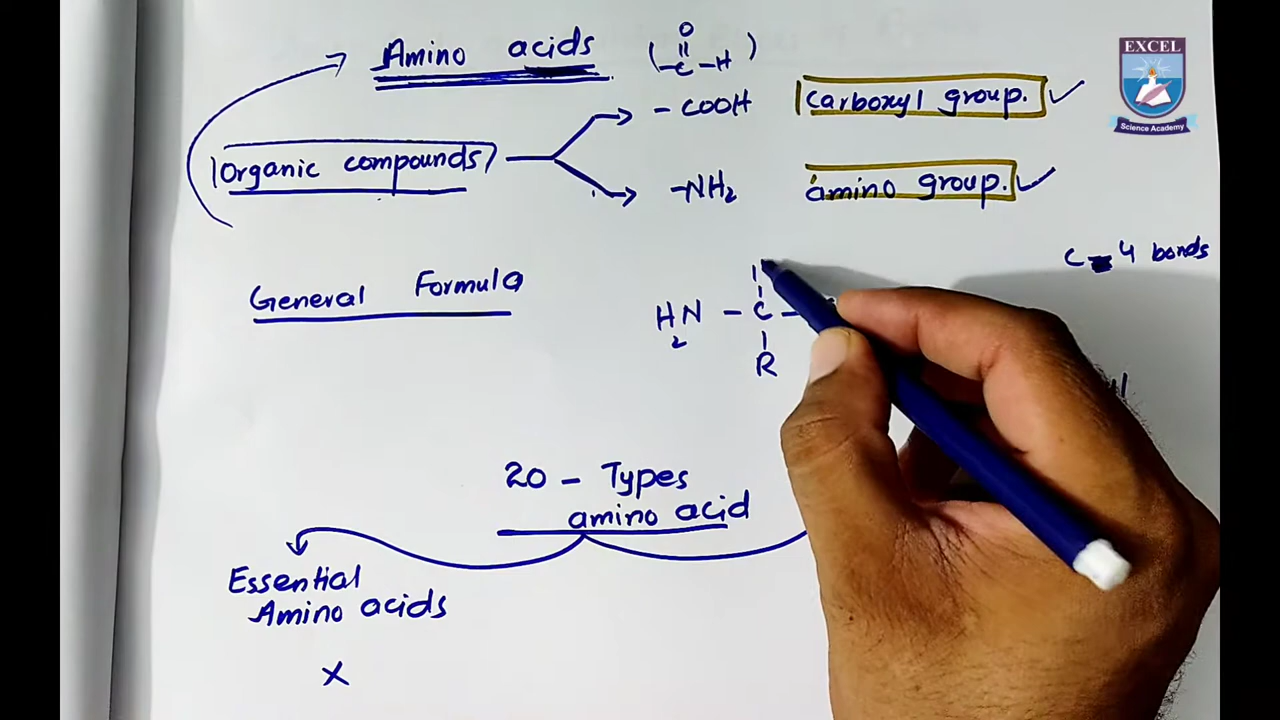 Amino acids
O
||
( – C – H )
Organic compounds
– COOH
carboxyl group.
– NH2
amino group.
C 4 bonds
General Formula
H2N – C –
R
20 – Types
amino acid
Essential
Amino acids
X
EXCEL
Science Academy